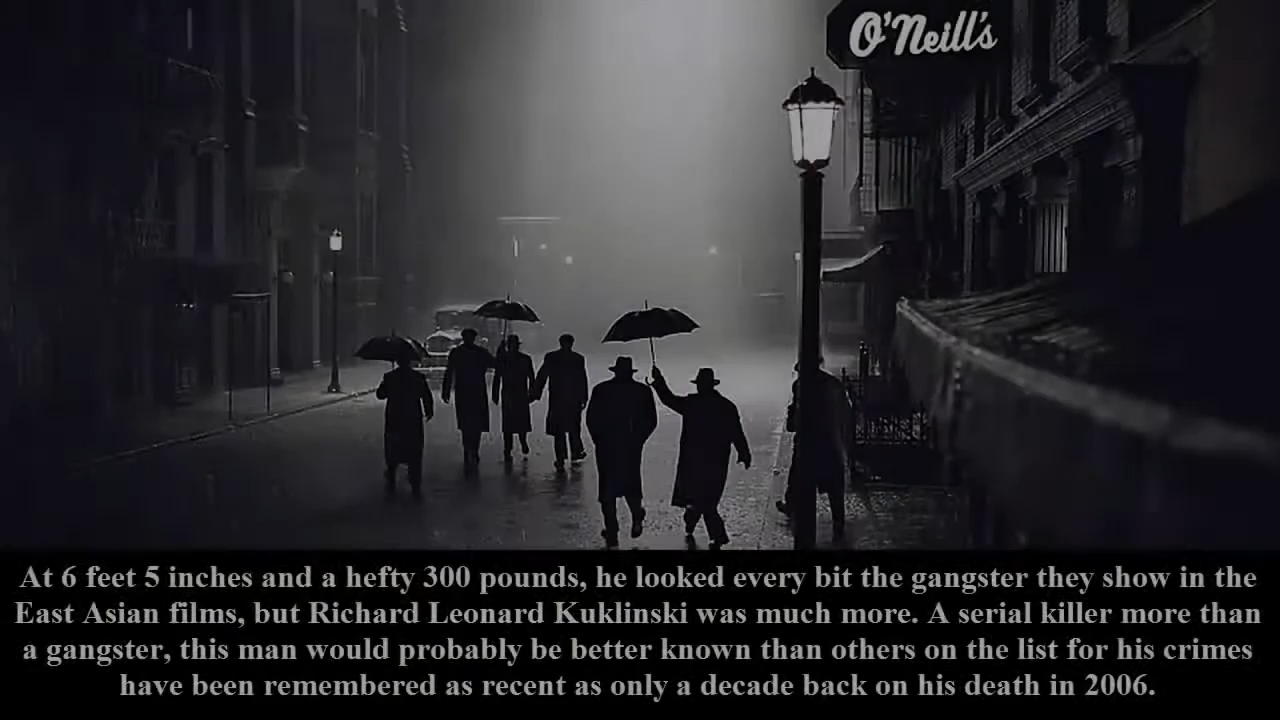 O'Neill's
At 6 feet 5 inches and a hefty 300 pounds, he looked every bit the gangster they show in the
East Asian films, but Richard Leonard Kuklinski was much more. A serial killer more than
a gangster, this man would probably be better known than others on the list for his crimes
have been remembered as recent as only a decade back on his death in 2006.